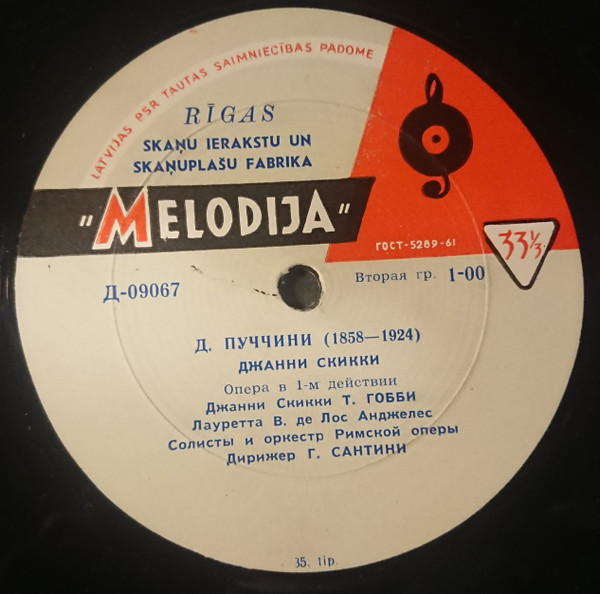 LATVIJAS PSR TAUTAS SAIMNIECĪBAS PADOME
RĪGAS
SKAŅU IERAKSTU UN
SKAŅUPLAŠU FABRIKA
"MELODIJA"
ГОСТ-5289-61
33⅓
Д-09067
Вторая гр. 1-00
Д. ПУЧЧИНИ (1858—1924)
ДЖАННИ СКИККИ
Опера в 1-м действии
Джанни Скикки Т. ГОББИ
Лауретта В. де Лос Анджелес
Солисты и оркестр Римской оперы
Дирижер Г. САНТИНИ
35. tip.